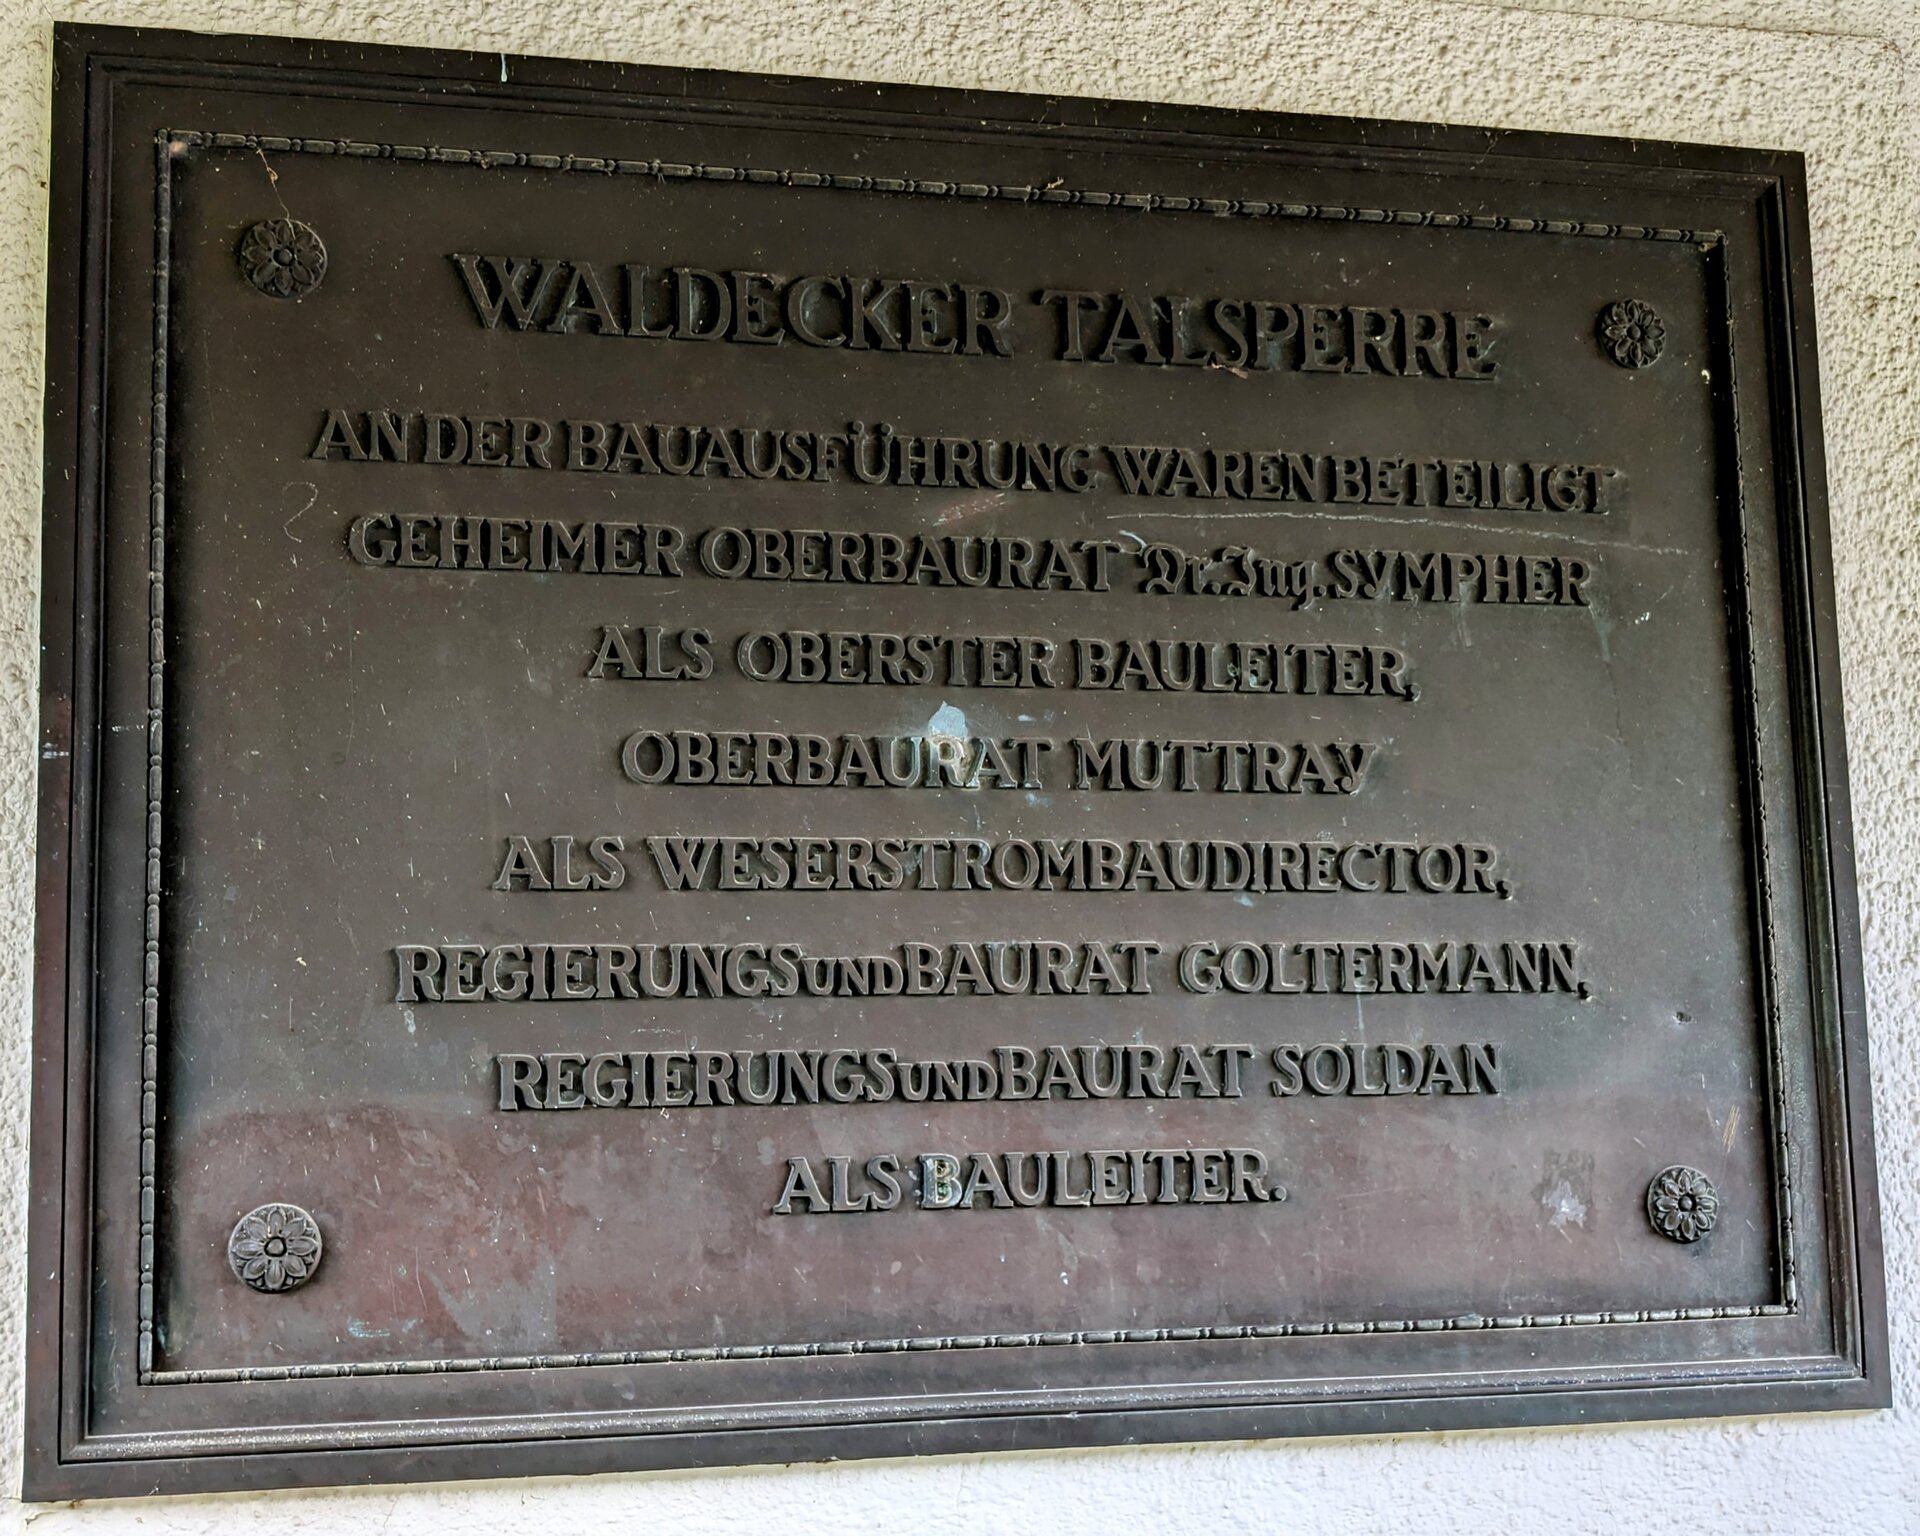 WALDECKER TALSPERRE
AN DER BAUAUSFÜHRUNG WAREN BETEILIGT
GEHEIMER OBERBAURAT Dr.Ing. SYMPHER
ALS OBERSTER BAULEITER,
OBERBAURAT MUTTRAY
ALS WESERSTROMBAUDIRECTOR,
REGIERUNGSUNDBAURAT GOLTERMANN,
REGIERUNGSUNDBAURAT SOLDAN
ALS BAULEITER.